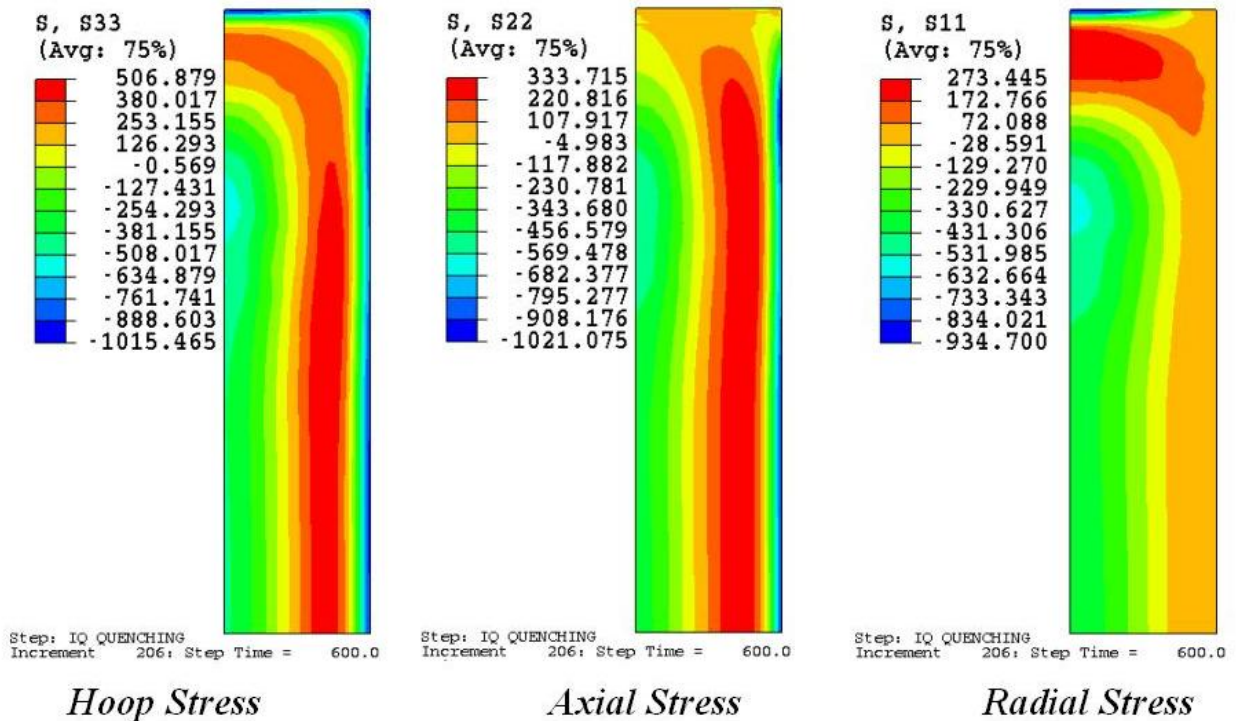 S, S33
(Avg: 75%)
506.879
380.017
253.155
126.293
-0.569
-127.431
-254.293
-381.155
-508.017
-634.879
-761.741
-888.603
-1015.465
Step: IQ QUENCHING
Increment 206: Step Time = 600.0
Hoop Stress
S, S22
(Avg: 75%)
333.715
220.816
107.917
-4.983
-117.882
-230.781
-343.680
-456.579
-569.478
-682.377
-795.277
-908.176
-1021.075
Step: IQ QUENCHING
Increment 206: Step Time = 600.0
Axial Stress
S, S11
(Avg: 75%)
273.445
172.766
72.088
-28.591
-129.270
-229.949
-330.627
-431.306
-531.985
-632.664
-733.343
-834.021
-934.700
Step: IQ QUENCHING
Increment 206: Step Time = 600.0
Radial Stress